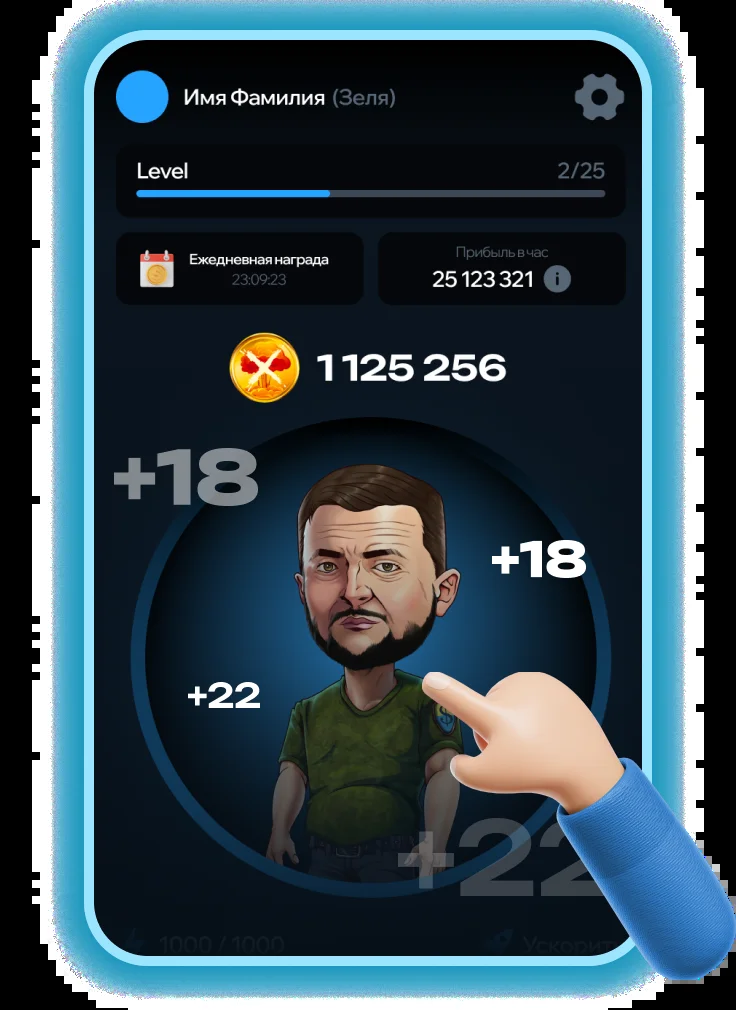 Имя Фамилия (Зеля)
Level 2/25
Ежедневная награда
23:09:23
Прибыль в час
25 123 321 i
1 125 256
+18
+18
+22
+22
1000 / 1000 Ускорить